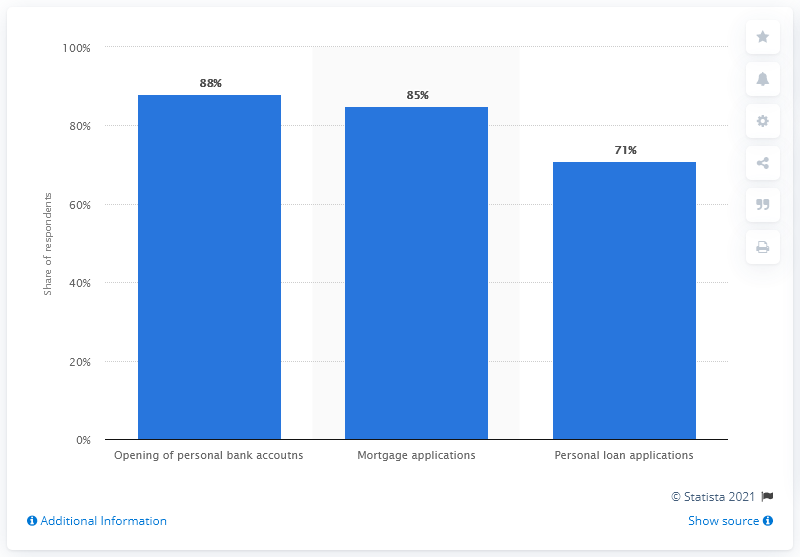 100%
88%
85%
80%
71%
60%
Share of respondents
40%
20%
0%
Opening of personal bank accoutns
Mortgage applications
Personal loan applications
© Statista 2021
Additional Information
Show source